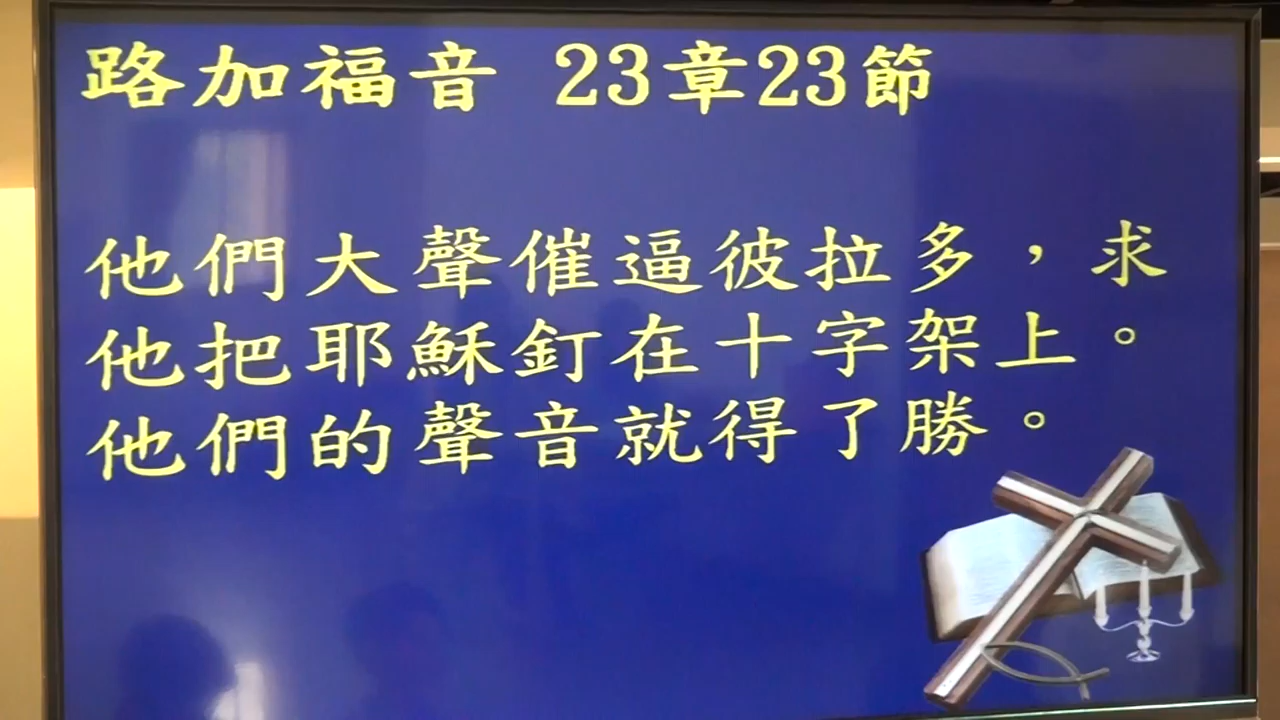 路加福音 23章23節
他們大聲催逼彼拉多，求
他把耶穌釘在十字架上。
他們的聲音就得了勝。